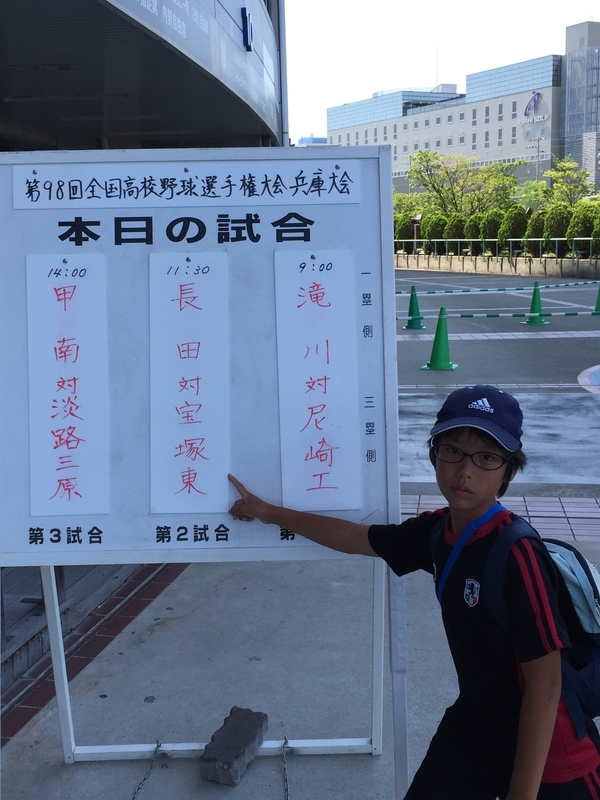 第98回全国高校野球選手権大会 兵庫大会
本日の試合
9:00
滝川対尼崎工
11:30
長田対宝塚東
第2試合
14:00
甲南対淡路三原
第3試合
一塁側
三塁側
adidas